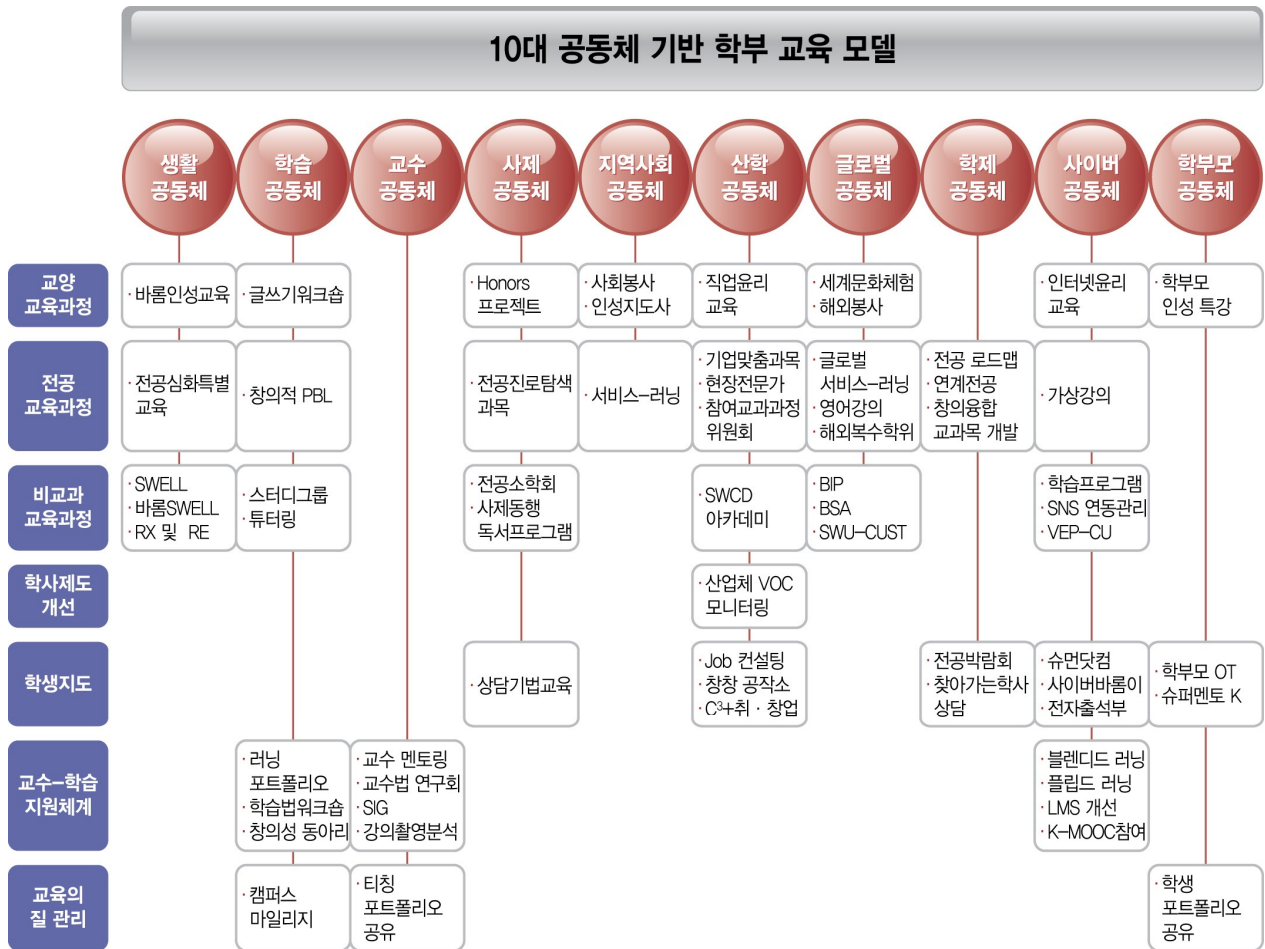 10대 공동체 기반 학부 교육 모델
생활
공동체
학습
공동체
교수
공동체
사제
공동체
지역사회
공동체
산학
공동체
글로벌
공동체
학제
공동체
사이버
공동체
학부모
공동체
교양
교육과정
· 바롬인성교육
· 글쓰기워크숍
· Honors
프로젝트
· 사회봉사
· 인성지도사
· 직업윤리
교육
· 세계문화체험
· 해외봉사
· 인터넷윤리
교육
· 학부모
인성 특강
전공
교육과정
· 전공심화특별
교육
· 창의적 PBL
· 전공진로탐색
과목
· 서비스–러닝
· 기업맞춤과목
· 현장전문가
· 참여교과과정
위원회
· 글로벌
서비스–러닝
· 영어강의
· 해외복수학위
· 전공 로드맵
· 연계전공
· 창의융합
교과목 개발
· 가상강의
비교과
교육과정
· SWELL
· 바롬SWELL
· RX 및 RE
· 스터디그룹
· 튜터링
· 전공소학회
· 사제동행
독서프로그램
· SWCD
아카데미
· BIP
· BSA
· SWU–CUST
· 학습프로그램
· SNS 연동관리
· VEP–CU
학사제도
개선
· 산업체 VOC
모니터링
학생지도
· 상담기법교육
· Job 컨설팅
· 창창 공작소
· C³+취 · 창업
· 전공박람회
· 찾아가는학사
상담
· 슈먼닷컴
· 사이버바롬이
· 전자출석부
· 학부모 OT
· 슈퍼멘토 K
교수–학습
지원체계
· 러닝
포트폴리오
· 학습법워크숍
· 창의성 동아리
· 교수 멘토링
· 교수법 연구회
· SIG
· 강의촬영분석
· 블렌디드 러닝
· 플립드 러닝
· LMS 개선
· K–MOOC참여
교육의
질 관리
· 캠퍼스
마일리지
· 티칭
포트폴리오
공유
· 학생
포트폴리오
공유